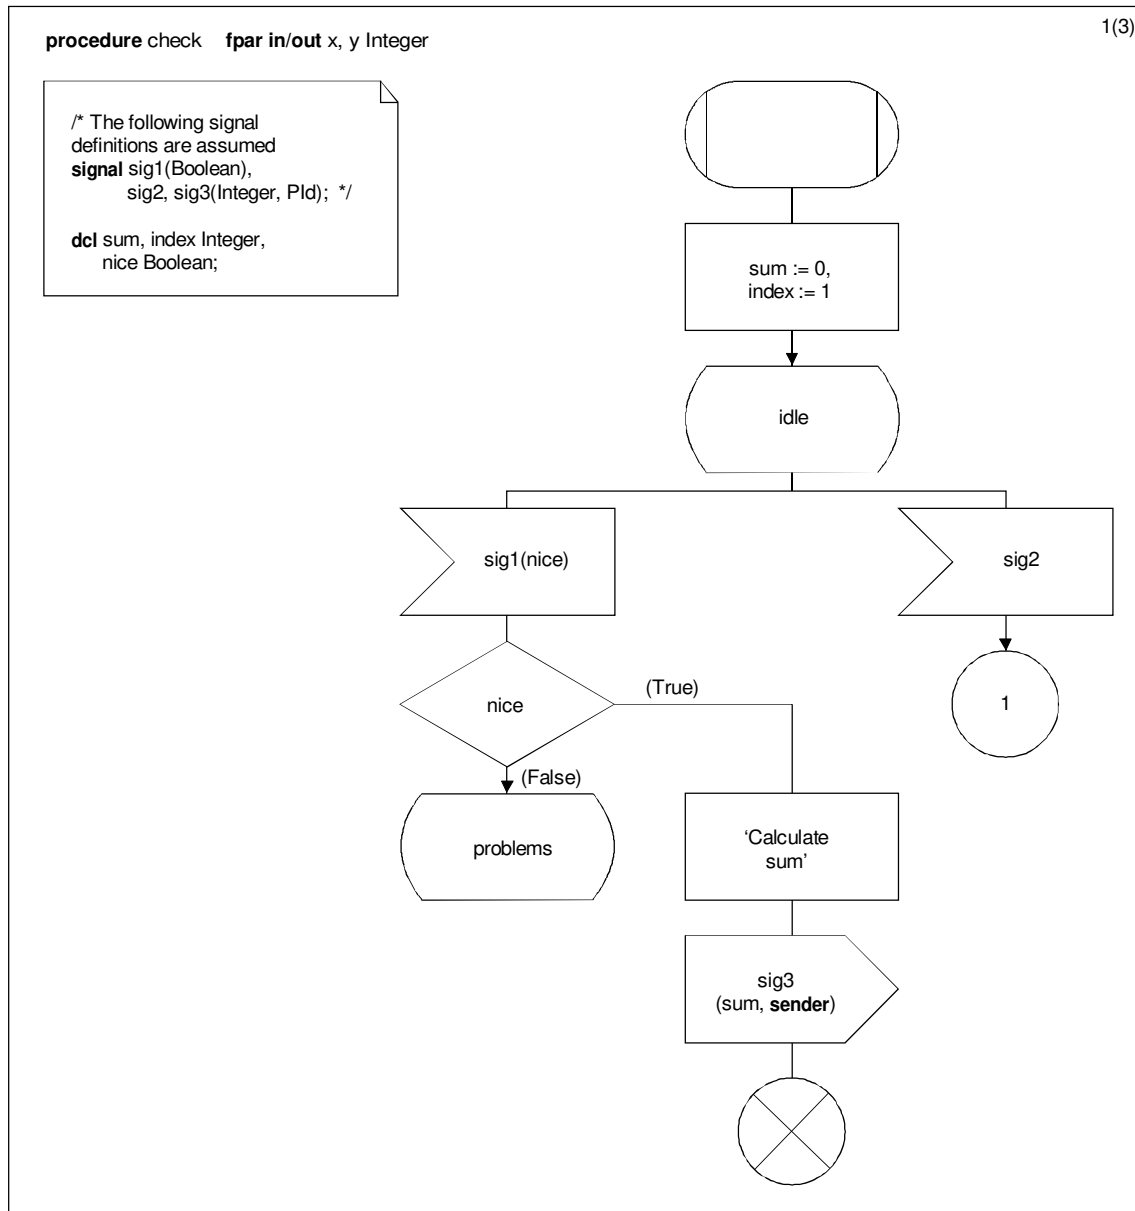 procedure check fpar in/out x, y Integer
1(3)
/* The following signal
definitions are assumed
signal sig1(Boolean),
sig2, sig3(Integer, PId); */
dcl sum, index Integer,
nice Boolean;
sum := 0,
index := 1
idle
sig1(nice)
sig2
nice
(True)
1
(False)
problems
‘Calculate
sum’
sig3
(sum, sender)